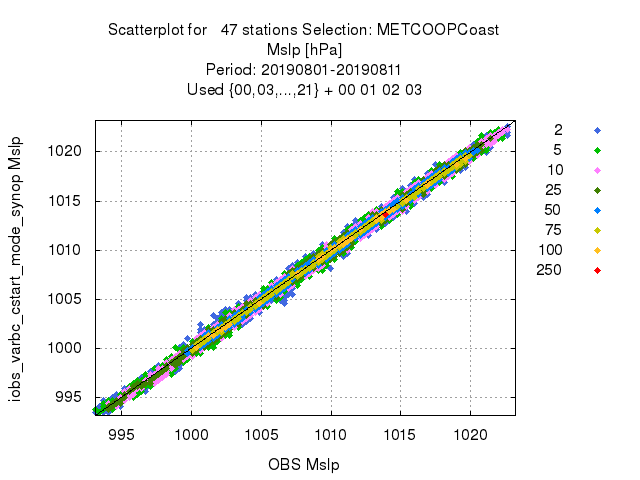 Scatterplot for 47 stations Selection: METCOOPCoast
Mslp [hPa]
Period: 20190801-20190811
Used {00,03,...,21} + 00 01 02 03
iobs_varbc_cstart_mode_synop Mslp
1020
1015
1010
1005
1000
995
995 1000 1005 1010 1015 1020
OBS Mslp
2
5
10
25
50
75
100
250